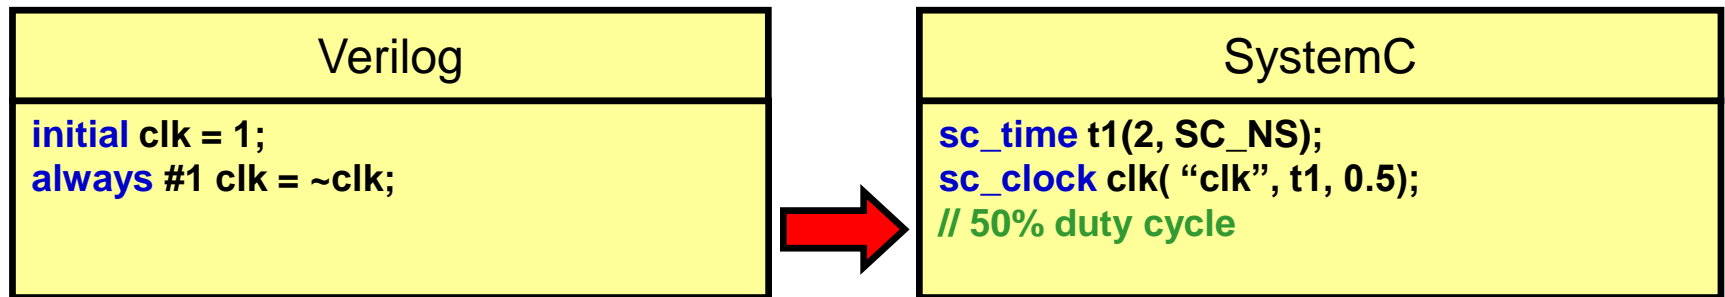 Verilog
initial clk = 1;
always #1 clk = ~clk;
SystemC
sc_time t1(2, SC_NS);
sc_clock clk( “clk”, t1, 0.5);
// 50% duty cycle